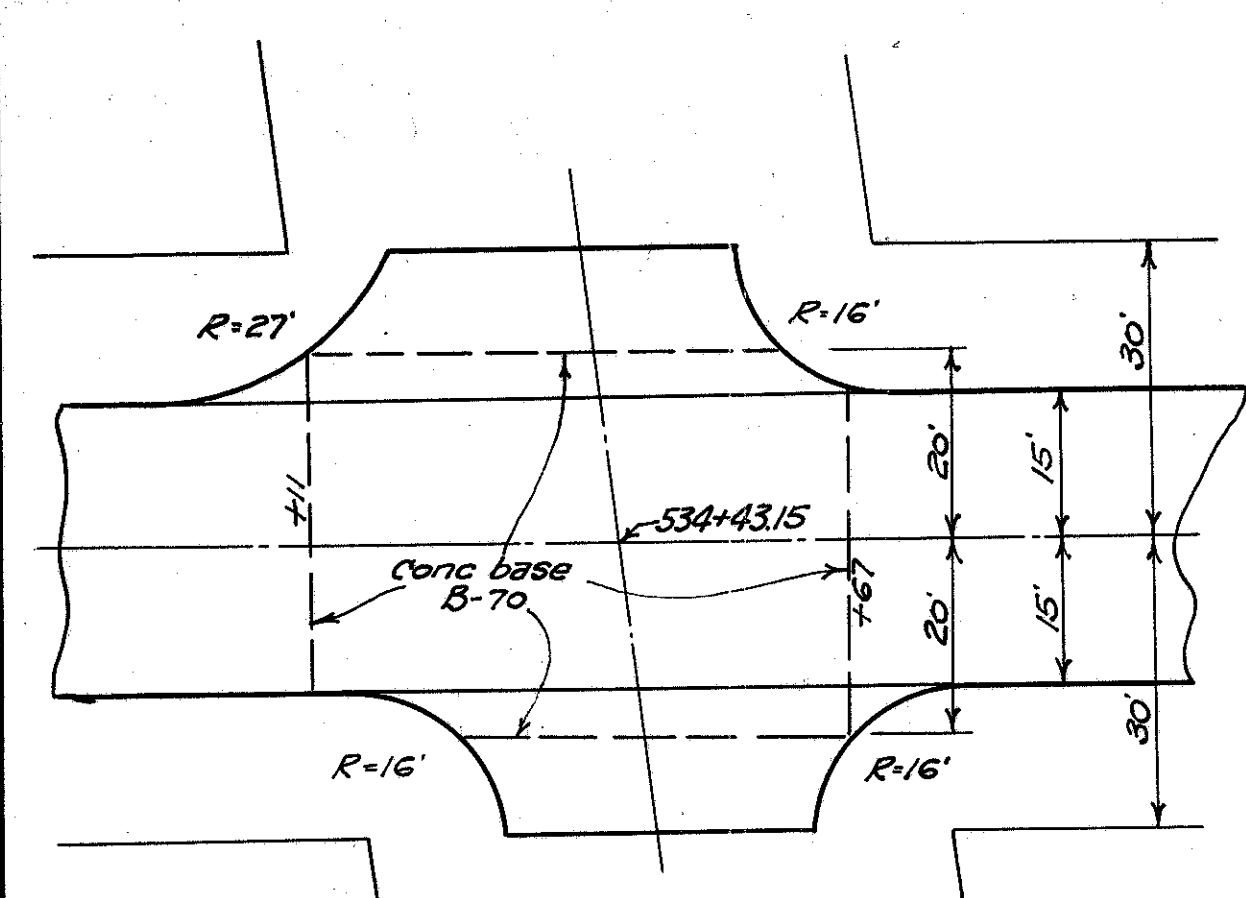 R=27'
R=16'
30'
20'
15'
+11
534+43.15
Conc base
B-70
+67
20'
15'
30'
R=16'
R=16'